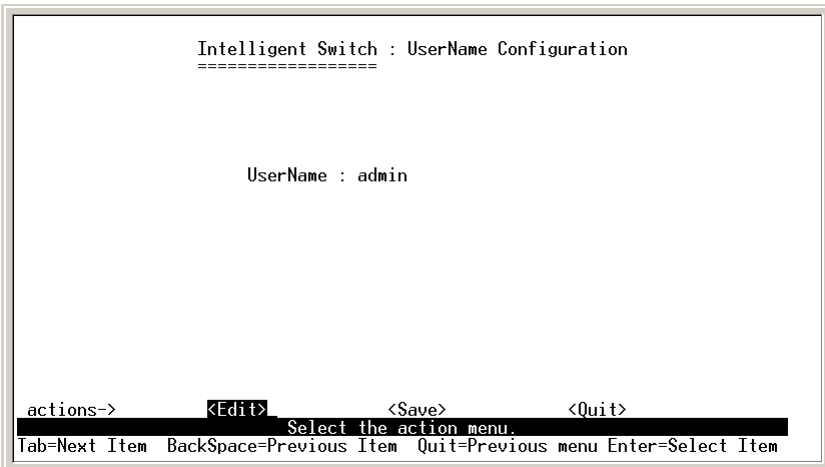 Intelligent Switch : UserName Configuration
==================
UserName : admin
actions-> <Edit> <Save> <Quit>
Select the action menu.
Tab=Next Item BackSpace=Previous Item Quit=Previous menu Enter=Select Item